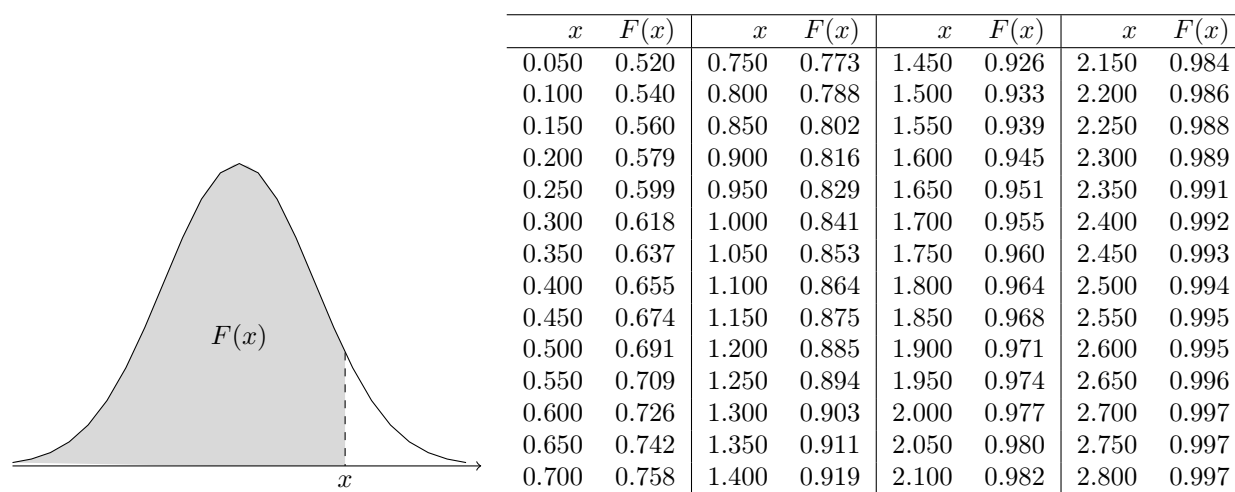 x F(x) x F(x) x F(x) x F(x)
0.050 0.520 0.750 0.773 1.450 0.926 2.150 0.984
0.100 0.540 0.800 0.788 1.500 0.933 2.200 0.986
0.150 0.560 0.850 0.802 1.550 0.939 2.250 0.988
0.200 0.579 0.900 0.816 1.600 0.945 2.300 0.989
0.250 0.599 0.950 0.829 1.650 0.951 2.350 0.991
0.300 0.618 1.000 0.841 1.700 0.955 2.400 0.992
0.350 0.637 1.050 0.853 1.750 0.960 2.450 0.993
0.400 0.655 1.100 0.864 1.800 0.964 2.500 0.994
0.450 0.674 1.150 0.875 1.850 0.968 2.550 0.995
0.500 0.691 1.200 0.885 1.900 0.971 2.600 0.995
0.550 0.709 1.250 0.894 1.950 0.974 2.650 0.996
0.600 0.726 1.300 0.903 2.000 0.977 2.700 0.997
0.650 0.742 1.350 0.911 2.050 0.980 2.750 0.997
0.700 0.758 1.400 0.919 2.100 0.982 2.800 0.997
F(x)
x